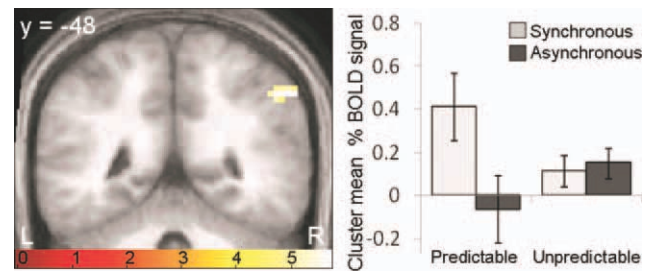 y = -48
L
R
0 1 2 3 4 5
Cluster mean % BOLD signal
0.8
0.6
0.4
0.2
0
-0.2
Synchronous
Asynchronous
Predictable Unpredictable